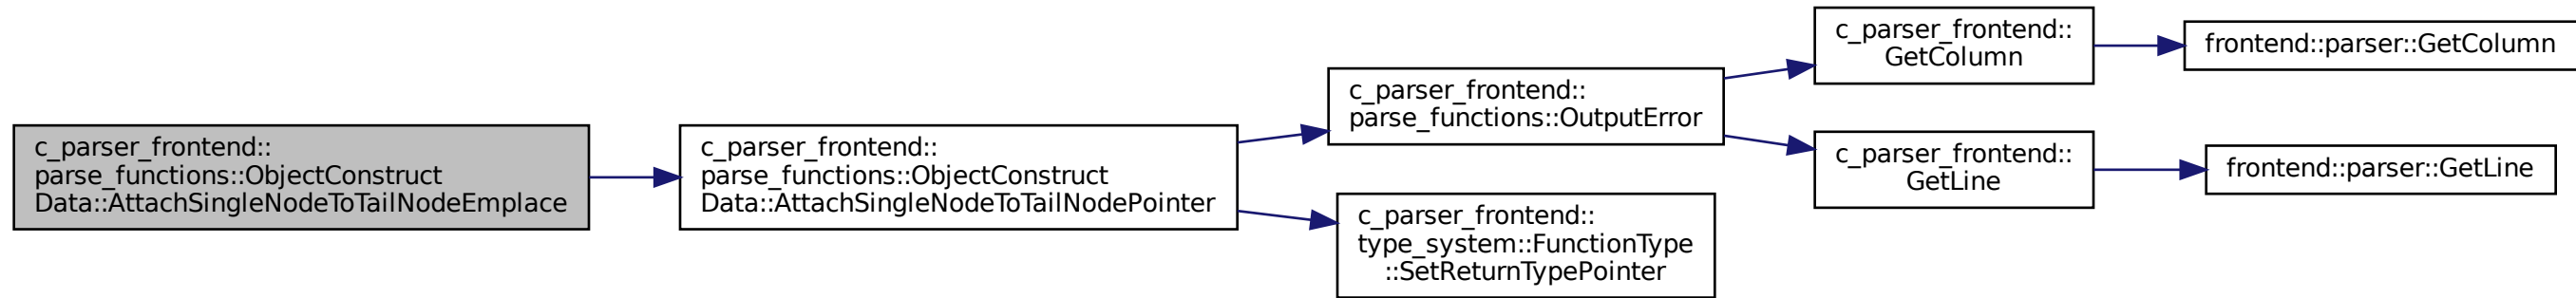 c_parser_frontend::
parse_functions::ObjectConstruct
Data::AttachSingleNodeToTailNodeEmplace
c_parser_frontend::
parse_functions::ObjectConstruct
Data::AttachSingleNodeToTailNodePointer
c_parser_frontend::
parse_functions::OutputError
c_parser_frontend::
type_system::FunctionType
::SetReturnTypePointer
c_parser_frontend::
GetColumn
c_parser_frontend::
GetLine
frontend::parser::GetColumn
frontend::parser::GetLine